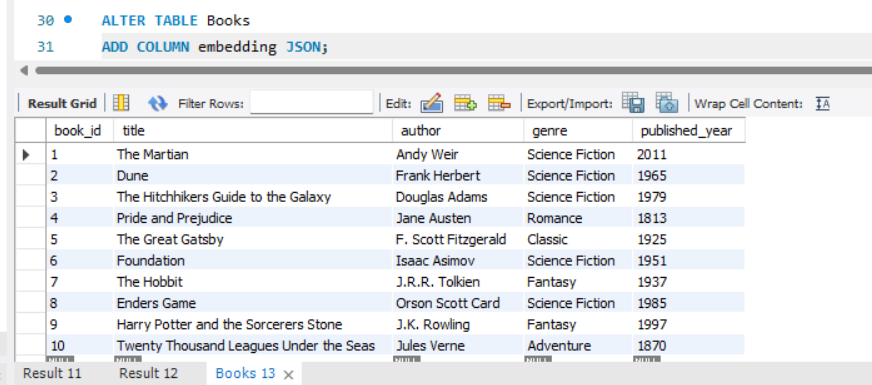 30 ALTER TABLE Books
31 ADD COLUMN embedding JSON;
Result Grid Filter Rows: Edit: Export/Import: Wrap Cell Content: IA
book_id title author genre published_year
1 The Martian Andy Weir Science Fiction 2011
2 Dune Frank Herbert Science Fiction 1965
3 The Hitchhikers Guide to the Galaxy Douglas Adams Science Fiction 1979
4 Pride and Prejudice Jane Austen Romance 1813
5 The Great Gatsby F. Scott Fitzgerald Classic 1925
6 Foundation Isaac Asimov Science Fiction 1951
7 The Hobbit J.R.R. Tolkien Fantasy 1937
8 Enders Game Orson Scott Card Science Fiction 1985
9 Harry Potter and the Sorcerers Stone J.K. Rowling Fantasy 1997
10 Twenty Thousand Leagues Under the Seas Jules Verne Adventure 1870
NULL NULL NULL NULL NULL
Result 11 Result 12 Books 13